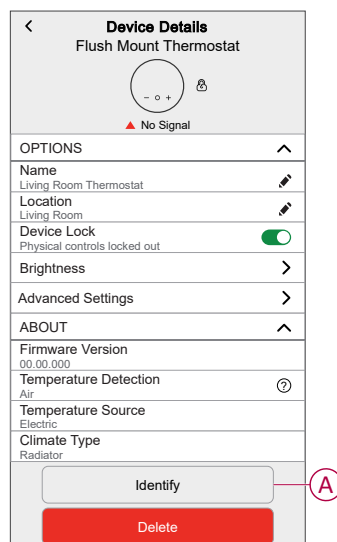 Device Details
Flush Mount Thermostat
- o +
No Signal
OPTIONS
Name
Living Room Thermostat
Location
Living Room
Device Lock
Physical controls locked out
Brightness
Advanced Settings
ABOUT
Firmware Version
00.00.000
Temperature Detection
Air
?
Temperature Source
Electric
Climate Type
Radiator
Identify
A
Delete